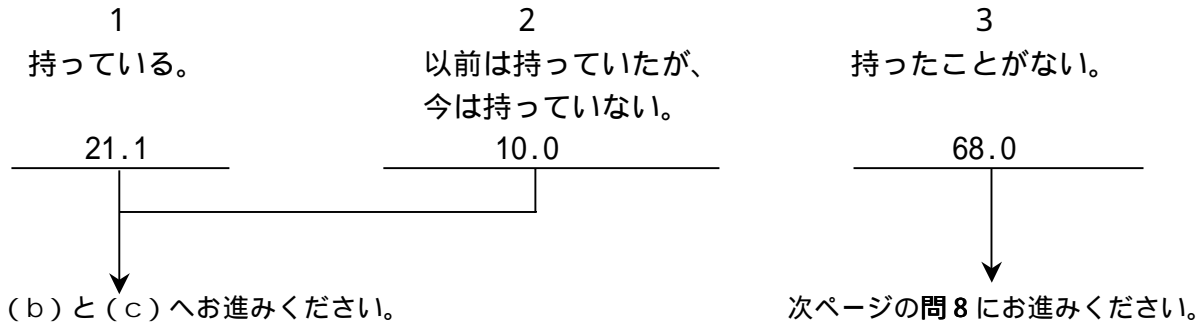 1 2 3
持っている。 以前は持っていたが、 持ったことがない。
今は持っていない。
21.1 10.0 68.0
(b)と(c)へお進みください。 次ページの問8にお進みください。